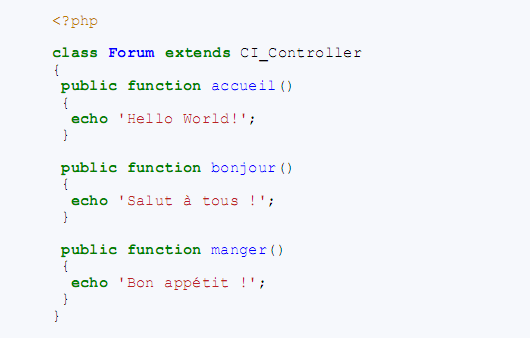 <?php
class Forum extends CI_Controller
{
public function accueil()
{
echo 'Hello World!';
}
public function bonjour()
{
echo 'Salut à tous !';
}
public function manger()
{
echo 'Bon appétit !';
}
}